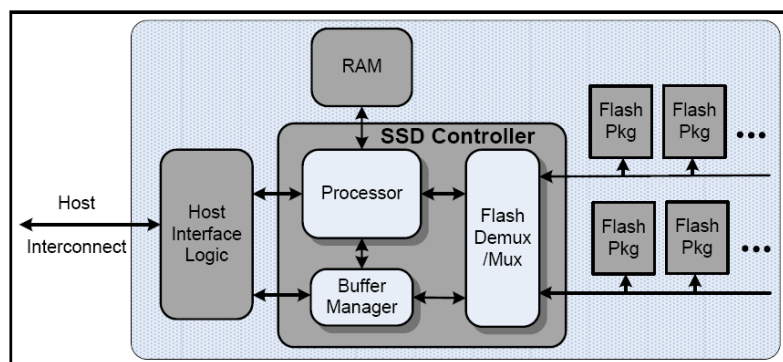 RAM
SSD Controller
Flash
Pkg
Flash
Pkg
Processor
Host
Interconnect
Host
Interface
Logic
Flash
Demux
/Mux
Buffer
Manager
Flash
Pkg
Flash
Pkg